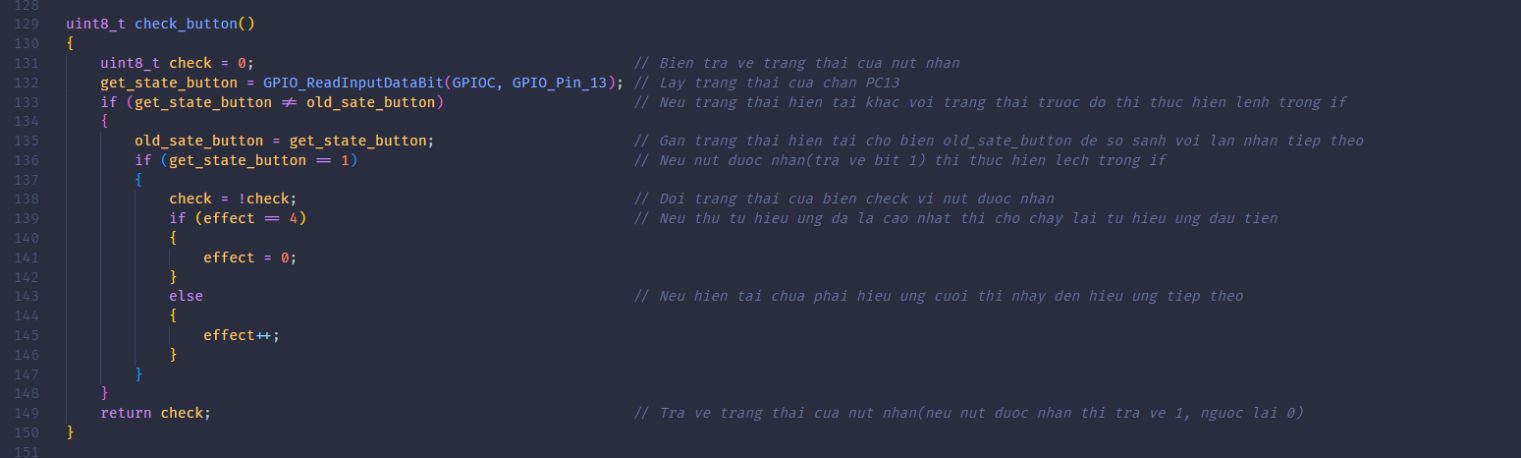 128
129 uint8_t check_button()
130 {
131 uint8_t check = 0; // Bien tra ve trang thai cua nut nhan
132 get_state_button = GPIO_ReadInputDataBit(GPIOC, GPIO_Pin_13); // Lay trang thai cua chan PC13
133 if (get_state_button != old_sate_button) // Neu trang thai hien tai khac voi trang thai truoc do thi thuc hien lenh trong if
134 {
135 old_sate_button = get_state_button; // Gan trang thai hien tai cho bien old_sate_button de so sanh voi lan nhan tiep theo
136 if (get_state_button == 1) // Neu nut duoc nhan(tra ve bit 1) thi thuc hien lech trong if
137 {
138 check = !check; // Doi trang thai cua bien check vi nut duoc nhan
139 if (effect == 4) // Neu thu tu hieu ung da la cao nhat thi cho chay lai tu hieu ung dau tien
140 {
141 effect = 0;
142 }
143 else // Neu hien tai chua phai hieu ung cuoi thi nhay den hieu ung tiep theo
144 {
145 effect++;
146 }
147 }
148 }
149 return check; // Tra ve trang thai cua nut nhan(neu nut duoc nhan thi tra ve 1, nguoc lai 0)
150 }
151